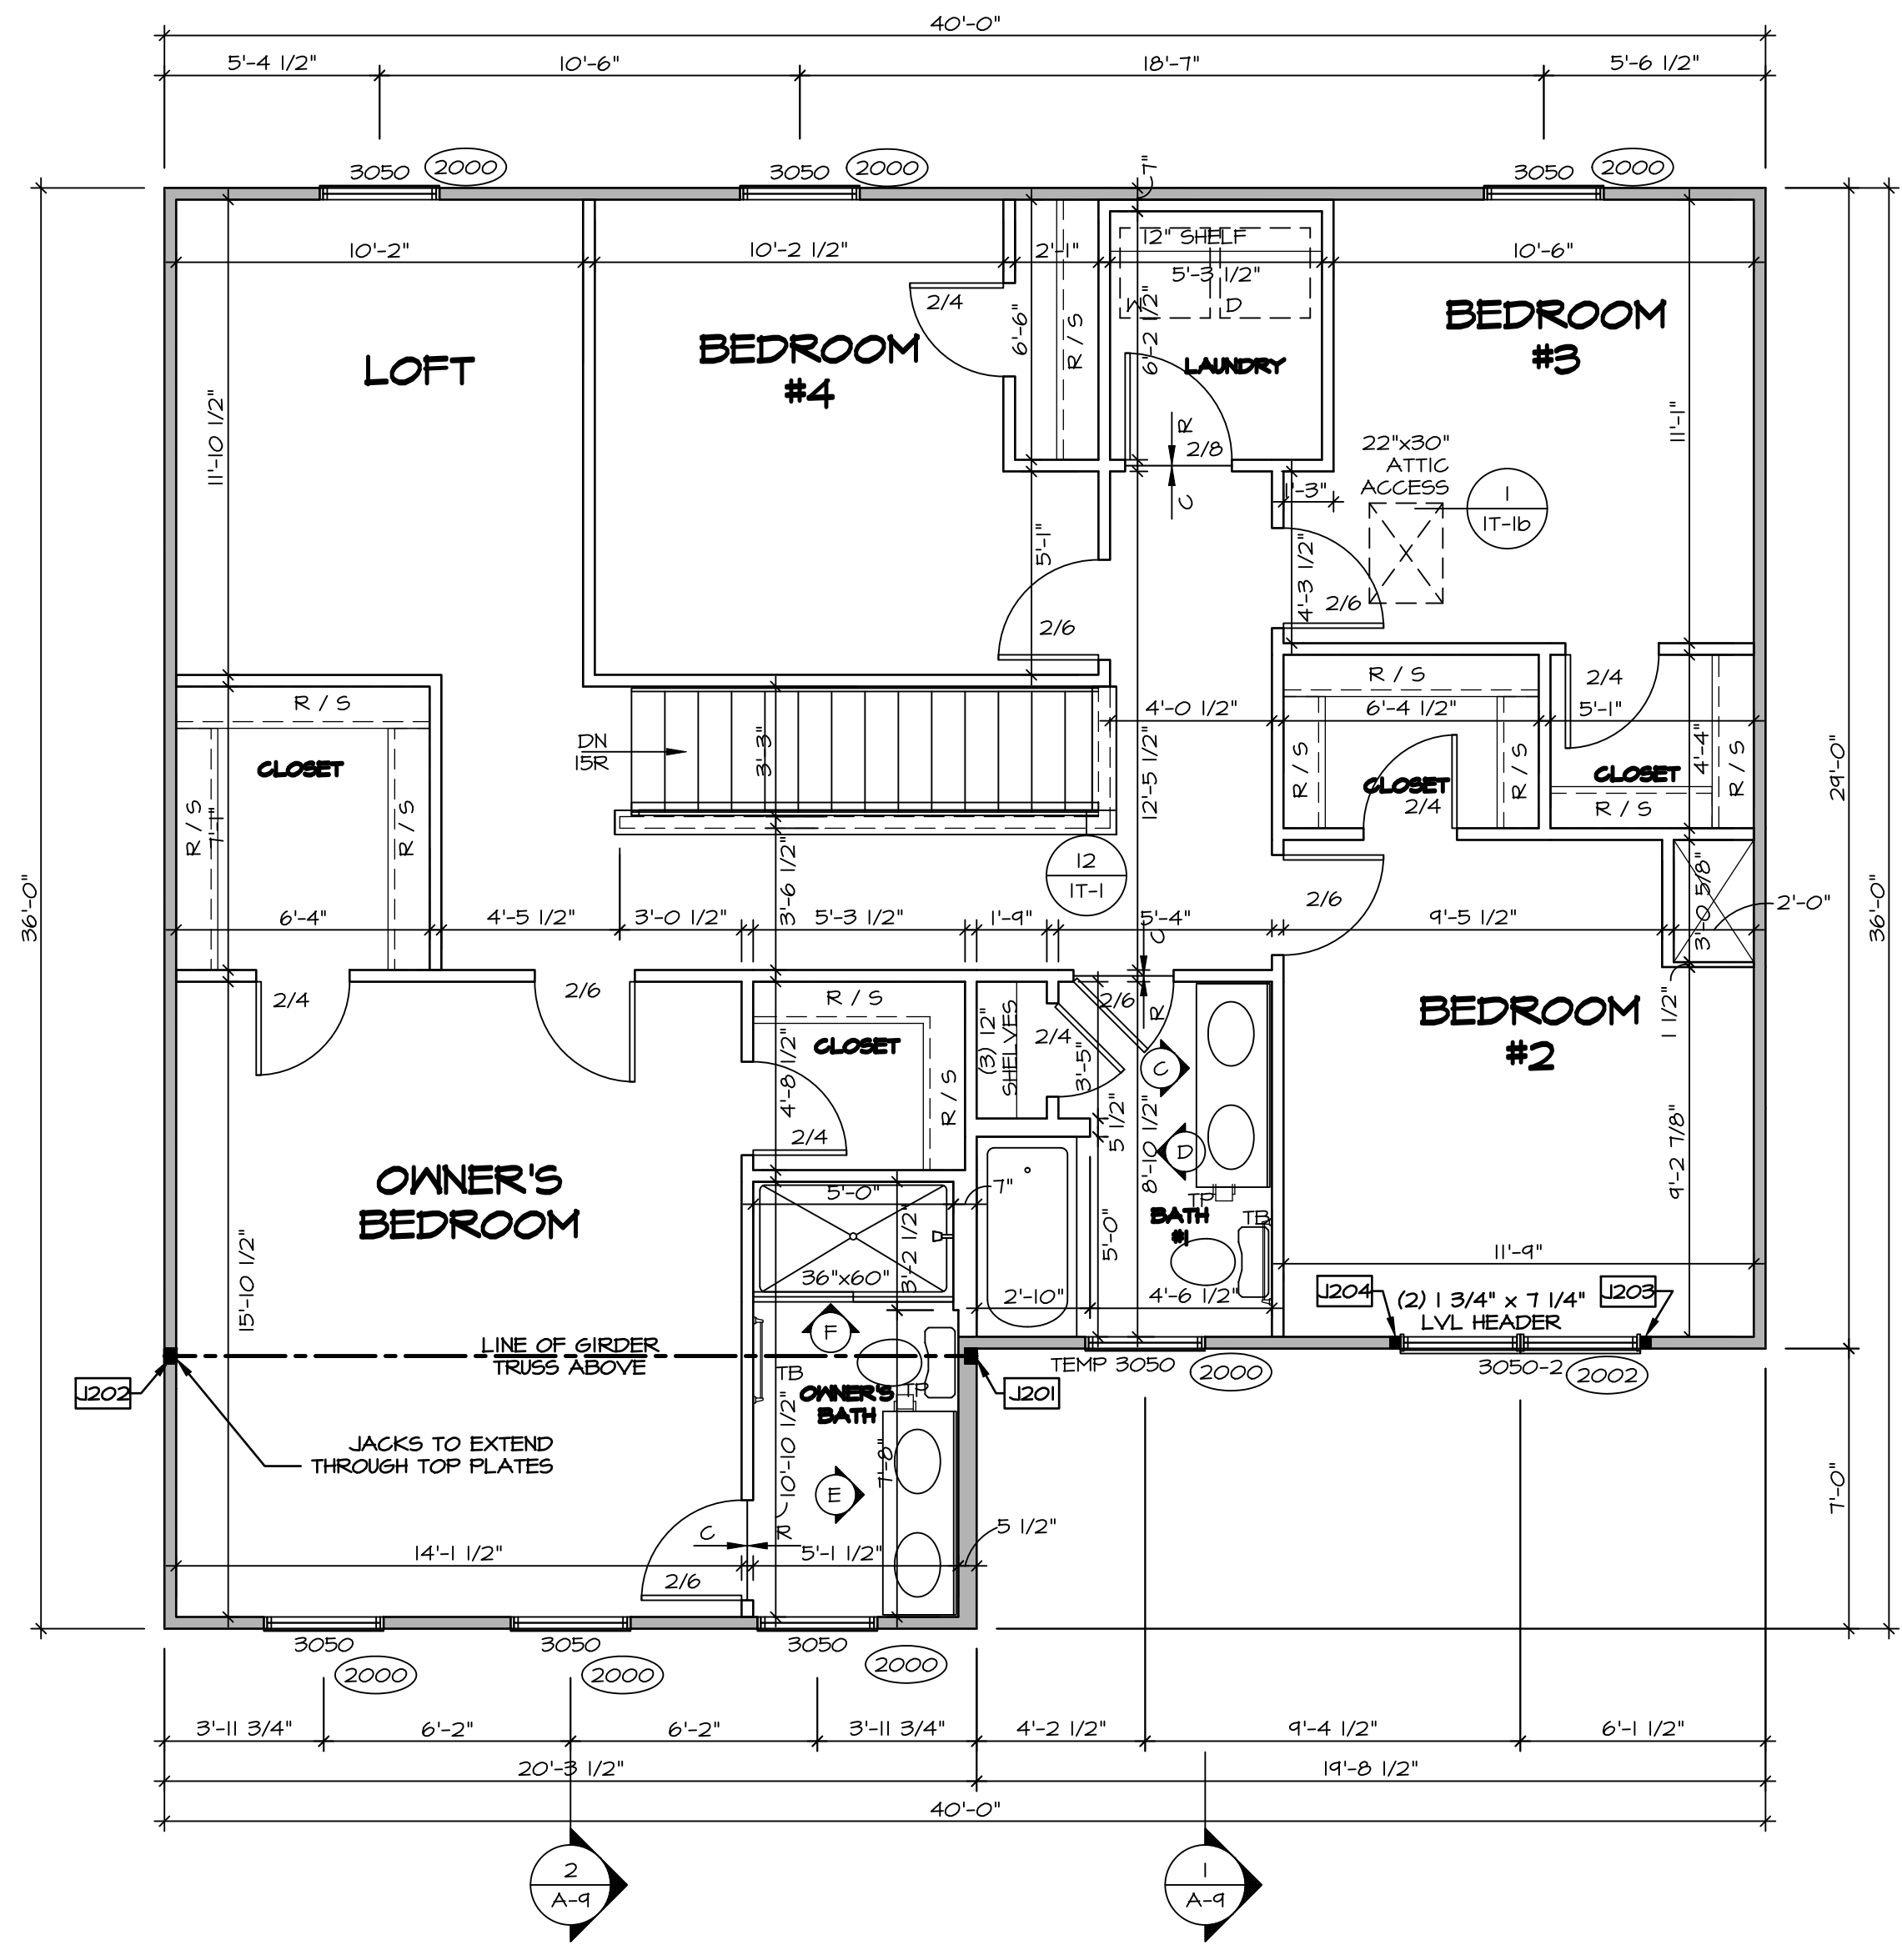 40'-0"
5'-4 1/2"
10'-6"
18'-7"
5'-6 1/2"
3050
2000
3050
2000
7"
3050
2000
10'-2"
10'-2 1/2"
2'-1"
12" SHELF
5'-3 1/2"
10'-6"
W
D
2/4
6'-6"
R / S
6'-2 1/2"
LOFT
BEDROOM
#4
LAUNDRY
BEDROOM
#3
11'-10 1/2"
11'-1"
R
2/8
C
22"x30"
ATTIC
ACCESS
1'-3"
1
1T-1b
X
5'-1"
4'-3 1/2"
2/6
2/6
R / S
R / S
2/4
4'-0 1/2"
6'-4 1/2"
5'-1"
DN
15R
3'-3"
12'-5 1/2"
4'-4"
CLOSET
R / S
7'-1"
R / S
R / S
CLOSET
2/4
R / S
CLOSET
R / S
R / S
29'-0"
36'-0"
36'-0"
12
1T-1
3'-6 1/2"
2/6
3'-0 5/8"
2'-0"
6'-4"
4'-5 1/2"
3'-0 1/2"
5'-3 1/2"
1'-9"
5'-4"
9'-5 1/2"
C
R
2/4
2/6
R / S
CLOSET
4'-8 1/2"
R / S
2/4
(3) 12"
SHELVES
2/4
2/6
3'-5"
C
5 1/2"
8'-10 1/2"
D
1 1/2"
BEDROOM
#2
9'-2 7/8"
OWNER'S
BEDROOM
15'-10 1/2"
5'-0"
7"
3'-2 1/2"
36"x60"
5'-0"
TP
BATH
#1
TB
11'-9"
2'-10"
4'-6 1/2"
J204
(2) 1 3/4" x 7 1/4"
LVL HEADER
J203
F
LINE OF GIRDER
TRUSS ABOVE
TEMP 3050
2000
3050-2
2002
J202
TB
TP
OWNER'S
BATH
J201
JACKS TO EXTEND
THROUGH TOP PLATES
10'-10 1/2"
7'-8"
E
7'-0"
C
R
5 1/2"
14'-1 1/2"
5'-1 1/2"
2/6
3050
2000
3050
2000
3050
2000
3'-11 3/4"
6'-2"
6'-2"
3'-11 3/4"
4'-2 1/2"
9'-4 1/2"
6'-1 1/2"
20'-3 1/2"
19'-8 1/2"
40'-0"
2
A-9
1
A-9